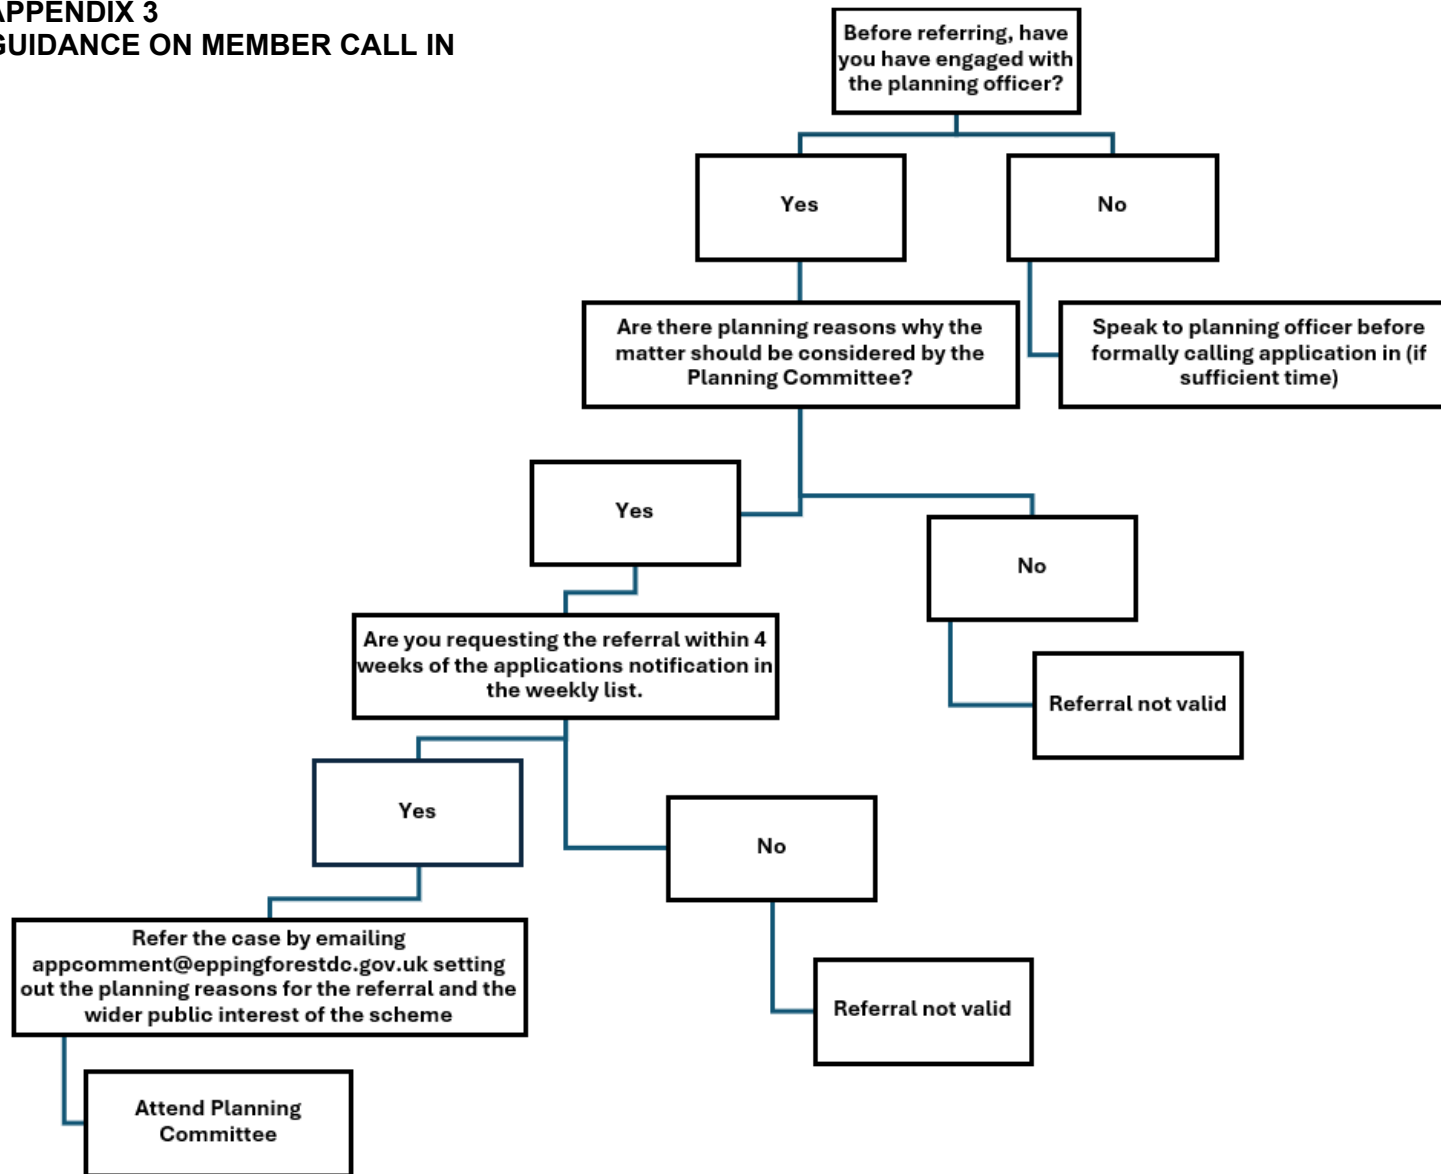 APPENDIX 3
GUIDANCE ON MEMBER CALL IN
Before referring, have
you have engaged with
the planning officer?
Yes
No
Are there planning reasons why the
matter should be considered by the
Planning Committee?
Speak to planning officer before
formally calling application in (if
sufficient time)
Yes
No
Are you requesting the referral within 4
weeks of the applications notification in
the weekly list.
Referral not valid
Yes
No
Refer the case by emailing
appcomment@eppingforestdc.gov.uk setting
out the planning reasons for the referral and the
wider public interest of the scheme
Referral not valid
Attend Planning
Committee